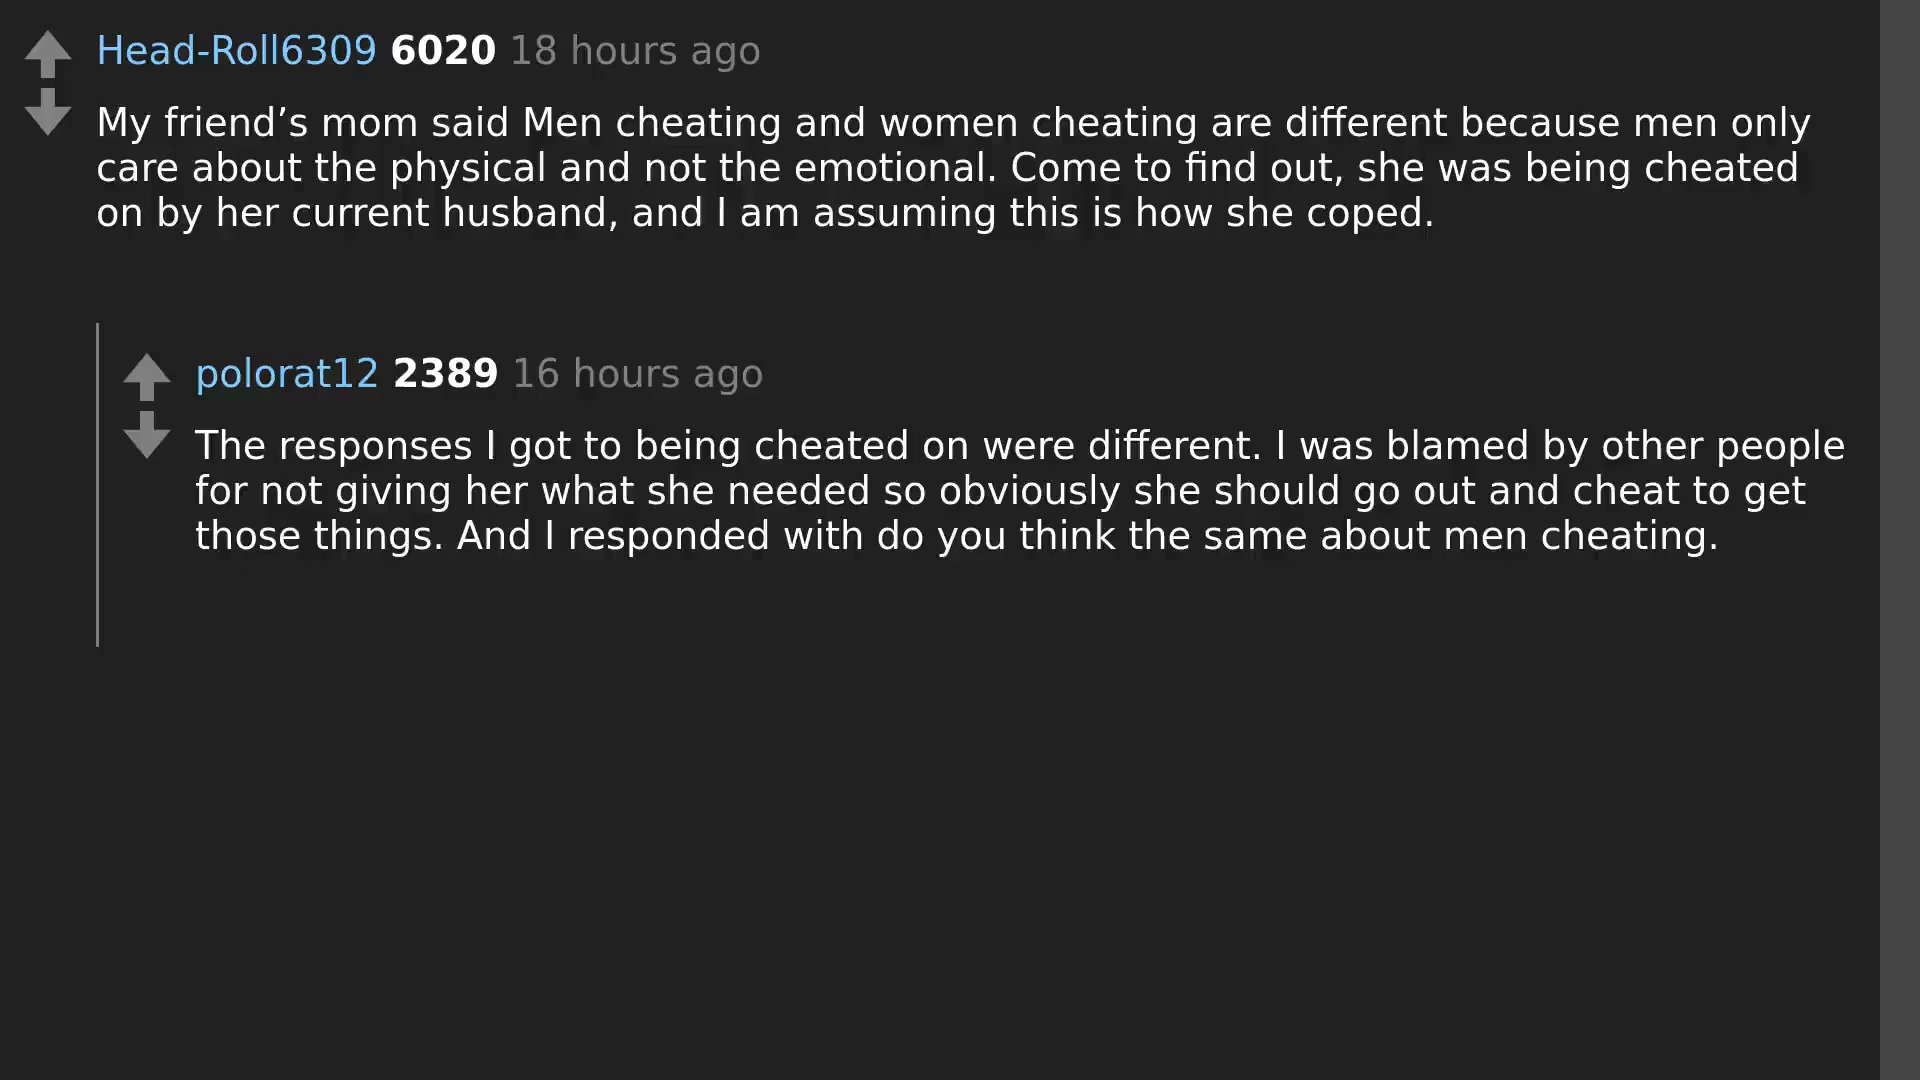 Head-Roll6309 6020 18 hours ago
My friend’s mom said Men cheating and women cheating are different because men only
care about the physical and not the emotional. Come to find out, she was being cheated
on by her current husband, and I am assuming this is how she coped.
polorat12 2389 16 hours ago
The responses I got to being cheated on were different. I was blamed by other people
for not giving her what she needed so obviously she should go out and cheat to get
those things. And I responded with do you think the same about men cheating.